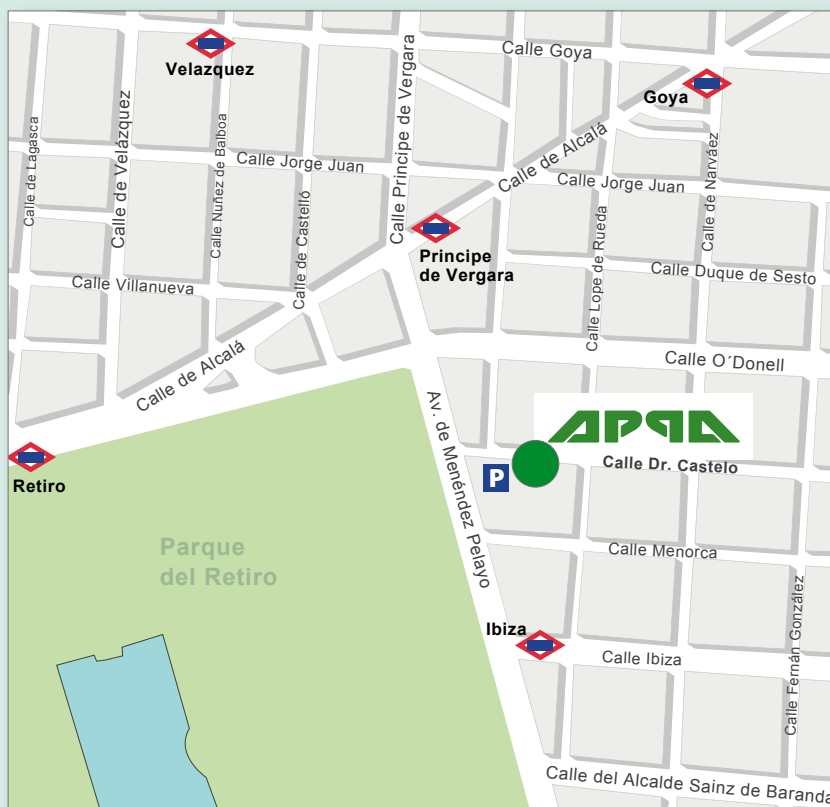 Calle Goya
Velazquez
Goya
Calle de Lagasca
Calle de Velázquez
Calle Nuñez de Balboa
Calle Jorge Juan
Calle de Castelló
Calle Principe de Vergara
Calle de Alcalá
Calle Jorge Juan
Calle de Narváez
Calle Lope de Rueda
Principe
de Vergara
Calle Duque de Sesto
Calle Villanueva
Calle de Alcalá
Calle O´Donell
Av. de Menéndez Pelayo
APQA
P
Calle Dr. Castelo
Retiro
Parque
del Retiro
Calle Menorca
Calle Fernán González
Ibiza
Calle Ibiza
Calle del Alcalde Sainz de Baranda